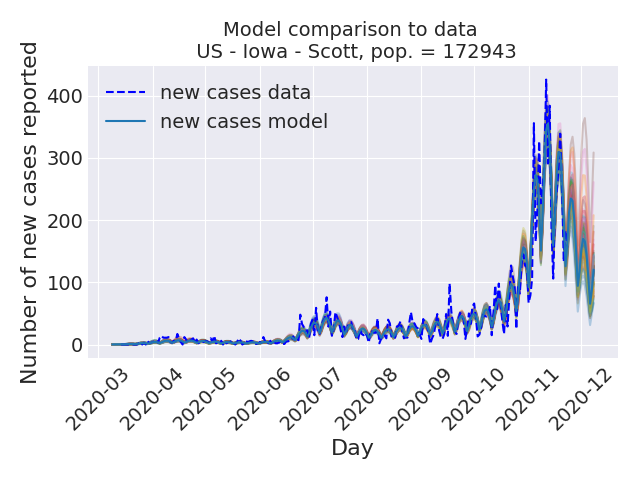 Model comparison to data
US - Iowa - Scott, pop. = 172943
Number of new cases reported
400
300
200
100
0
new cases data
new cases model
2020-03
2020-04
2020-05
2020-06
2020-07
2020-08
2020-09
2020-10
2020-11
2020-12
Day